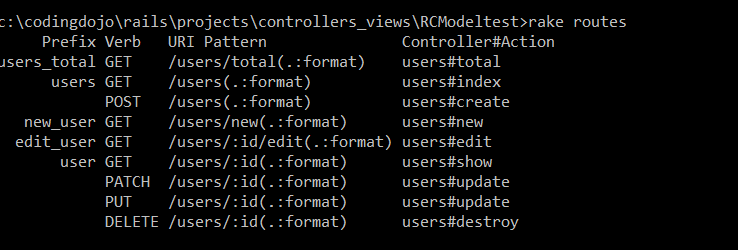 c:\codingdojo\rails\projects\controllers_views\RCModeltest>rake routes
Prefix Verb URI Pattern Controller#Action
users_total GET /users/total(.:format) users#total
users GET /users(.:format) users#index
POST /users(.:format) users#create
new_user GET /users/new(.:format) users#new
edit_user GET /users/:id/edit(.:format) users#edit
user GET /users/:id(.:format) users#show
PATCH /users/:id(.:format) users#update
PUT /users/:id(.:format) users#update
DELETE /users/:id(.:format) users#destroy